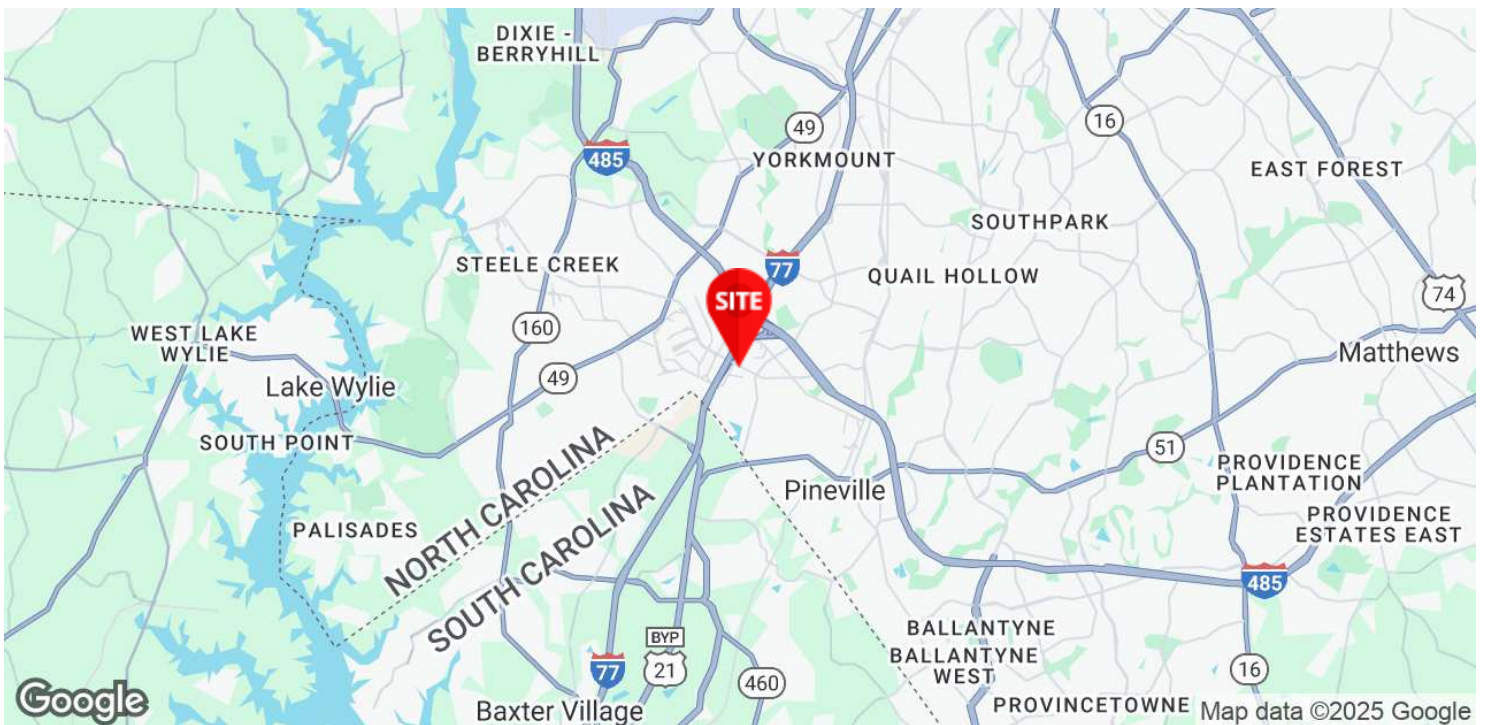 DIXIE -
BERRYHILL
485
49
YORKMOUNT
16
EAST FOREST
SOUTHPARK
STEELE CREEK
77
QUAIL HOLLOW
SITE
74
WEST LAKE
WYLIE
160
Matthews
Lake Wylie
49
SOUTH POINT
51
PROVIDENCE
PLANTATION
Pineville
NORTH CAROLINA
SOUTH CAROLINA
PALISADES
PROVIDENCE
ESTATES EAST
485
BALLANTYNE
BALLANTYNE
WEST
BYP
21
77
460
16
Google
Baxter Village
PROVINCETOWNE
Map data ©2025 Google